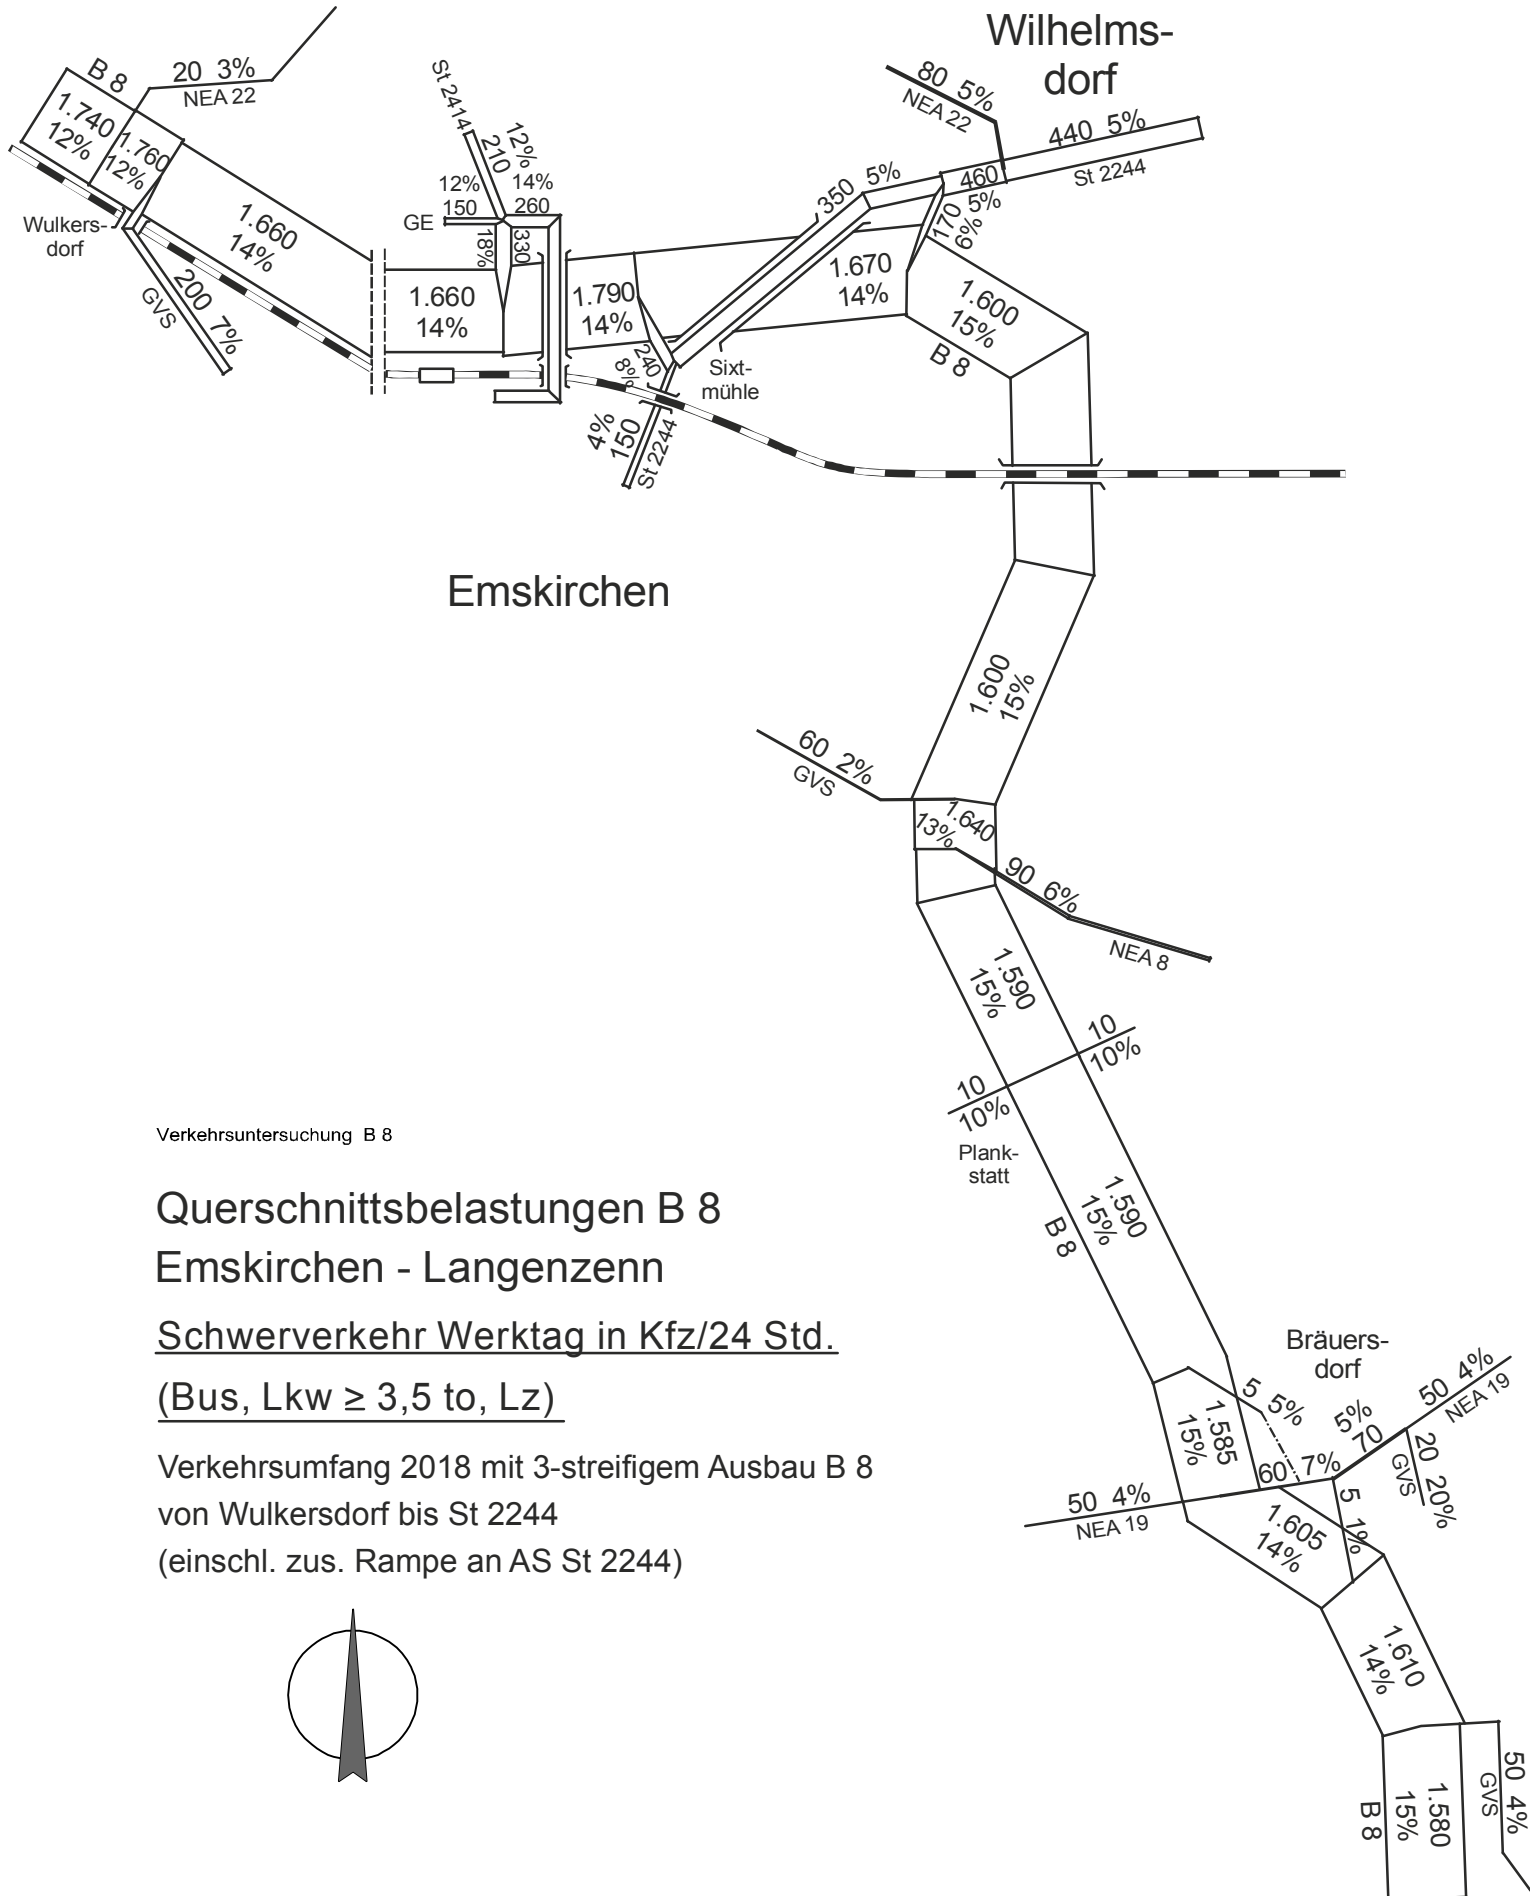 Wilhelms-
dorf
B 8
20 3%
NEA 22
1.740
12%
1.760
12%
Wulkers-
dorf
1.660
14%
200 7%
GVS
St 2414
210
12%
12%
150
GE
14%
260
18%
330
1.660
14%
1.790
14%
240
8%
4%
150
St 2244
Sixt-
mühle
350 5%
80 5%
NEA 22
440 5%
St 2244
460
5%
170
6%
1.670
14%
1.600
15%
B 8
Emskirchen
1.600
15%
60 2%
GVS
1.640
13%
90 6%
NEA 8
1.590
15%
10
10%
10
10%
Plank-
statt
1.590
15%
B 8
Verkehrsuntersuchung B 8
Querschnittsbelastungen B 8
Emskirchen - Langenzenn
Schwerverkehr Werktag in Kfz/24 Std.
(Bus, Lkw ≥ 3,5 to, Lz)
Verkehrsumfang 2018 mit 3-streifigem Ausbau B 8
von Wulkersdorf bis St 2244
(einschl. zus. Rampe an AS St 2244)
Bräuers-
dorf
5 5%
50 4%
NEA 19
5%
70
20 20%
GVS
1.585
15%
60 7%
50 4%
NEA 19
5 1%
1.605
14%
1.610
14%
B 8
1.580
15%
50 4%
GVS